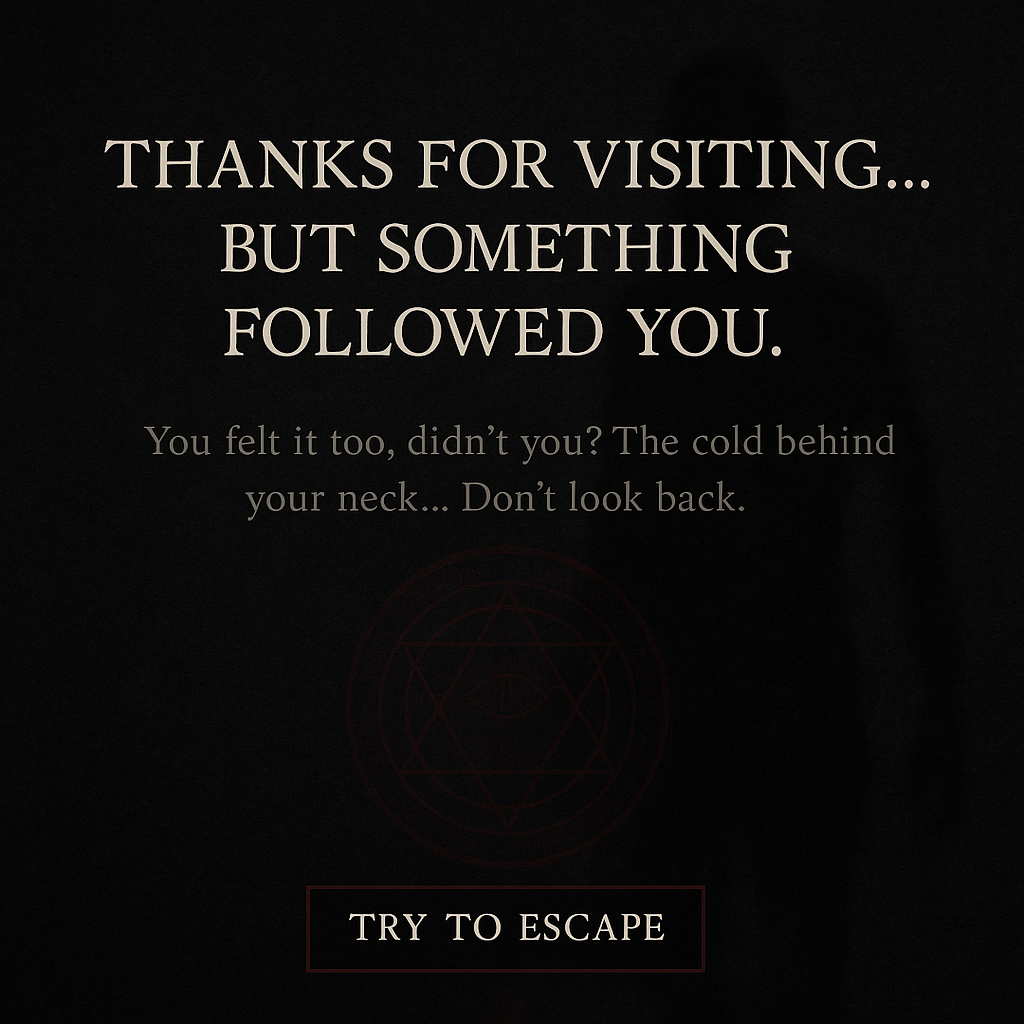 THANKS FOR VISITING...
BUT SOMETHING
FOLLOWED YOU.
You felt it too, didn’t you? The cold behind
your neck... Don’t look back.
TRY TO ESCAPE